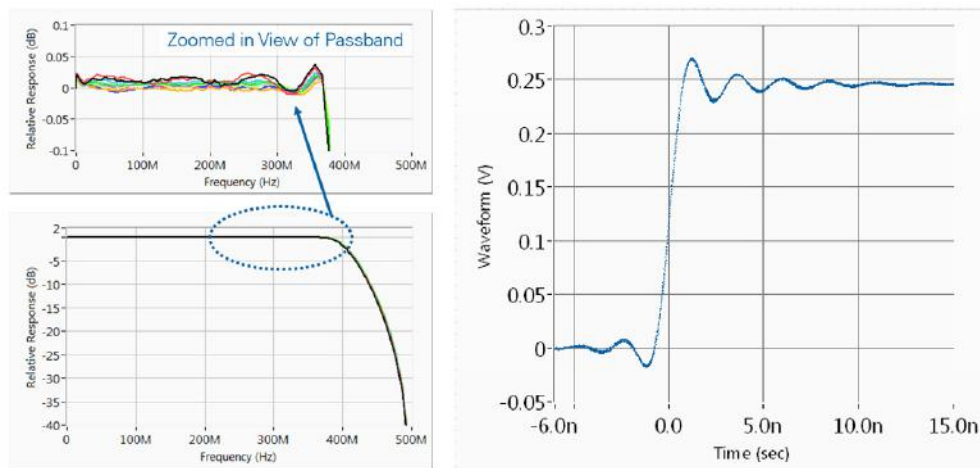 0.1
0.05
0
-0.05
-0.1
Zoomed in View of Passband
Relative Response (dB)
0 100M 200M 300M 400M 500M
Frequency (Hz)
2
-5
-10
-15
-20
-25
-30
-35
-40
Relative Response (dB)
0 100M 200M 300M 400M 500M
Frequency (Hz)
0.3
0.25
0.2
0.15
0.1
0.05
0
-0.05
Waveform (V)
-6.0n 0.0 5.0n 10.0n 15.0n
Time (sec)